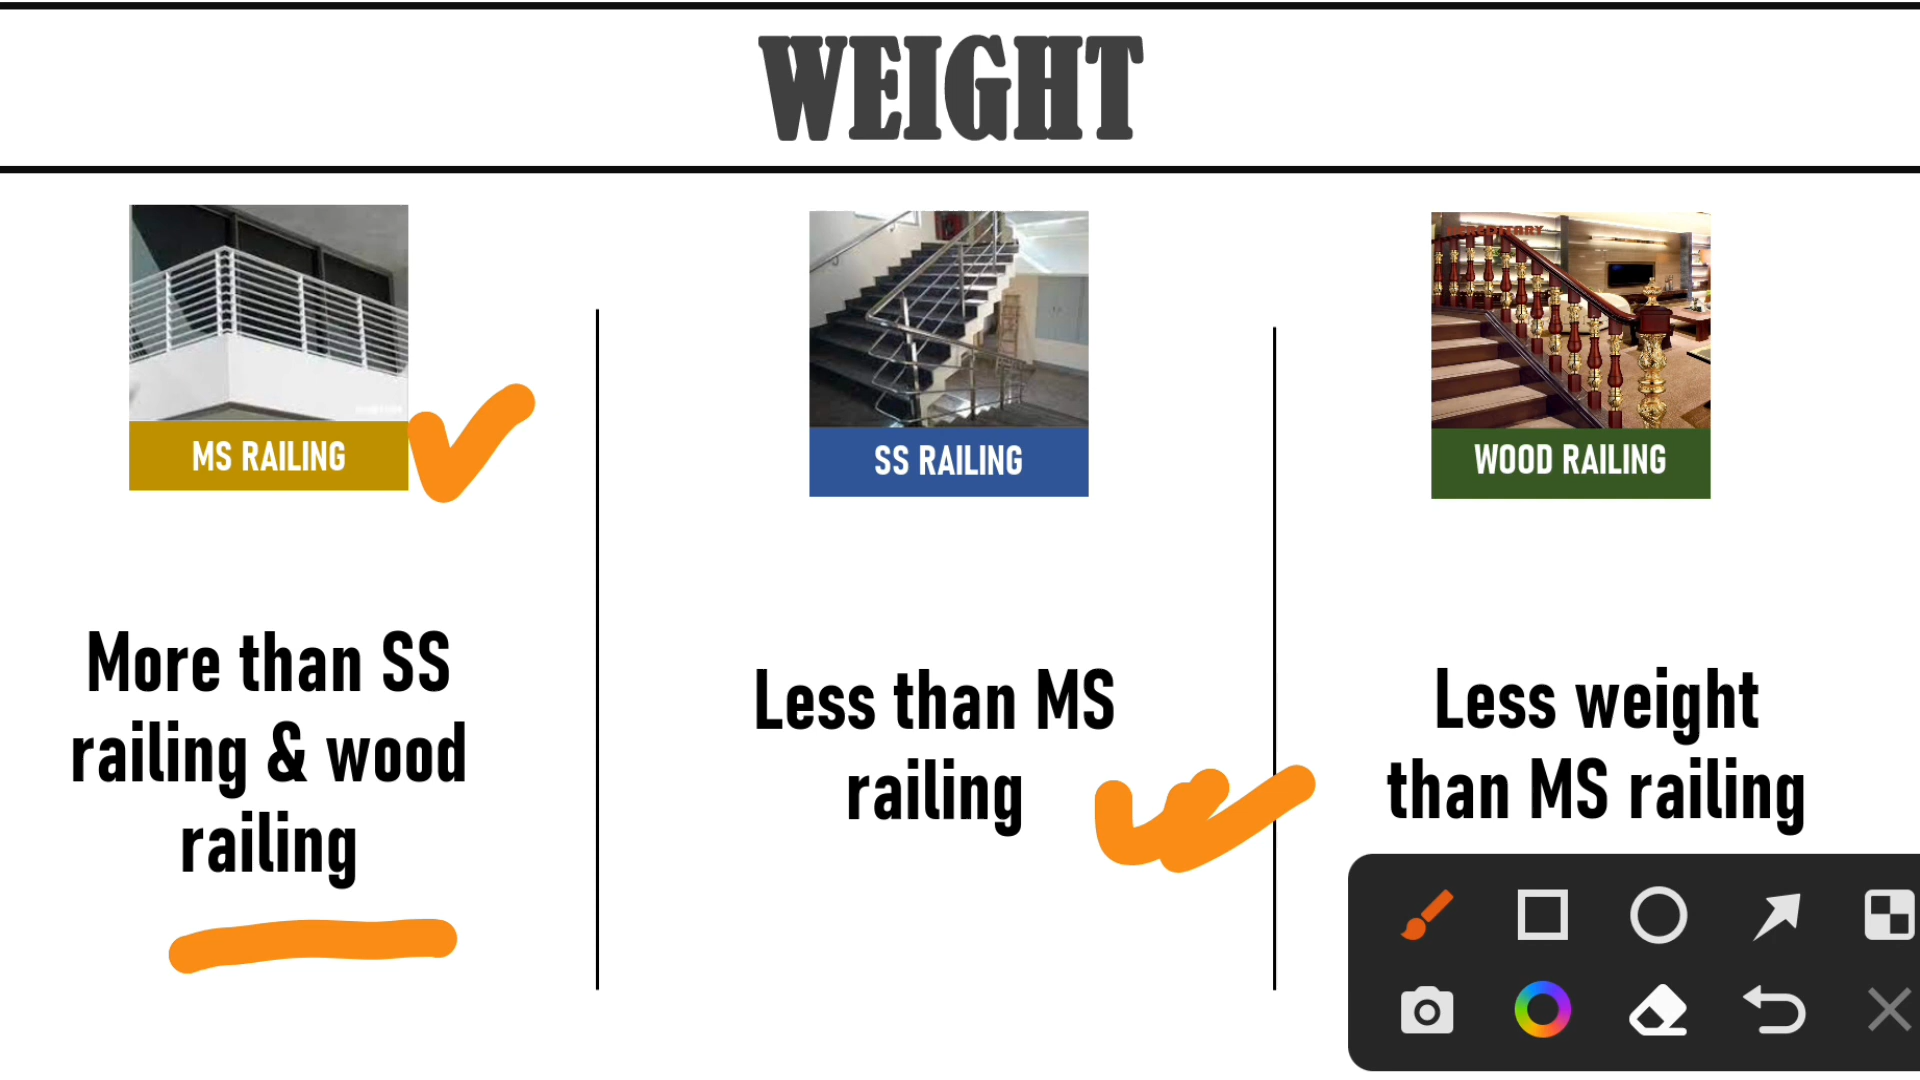 WEIGHT
MS RAILING
SS RAILING
WOOD RAILING
More than SS
railing & wood
railing
Less than MS
railing
Less weight
than MS railing